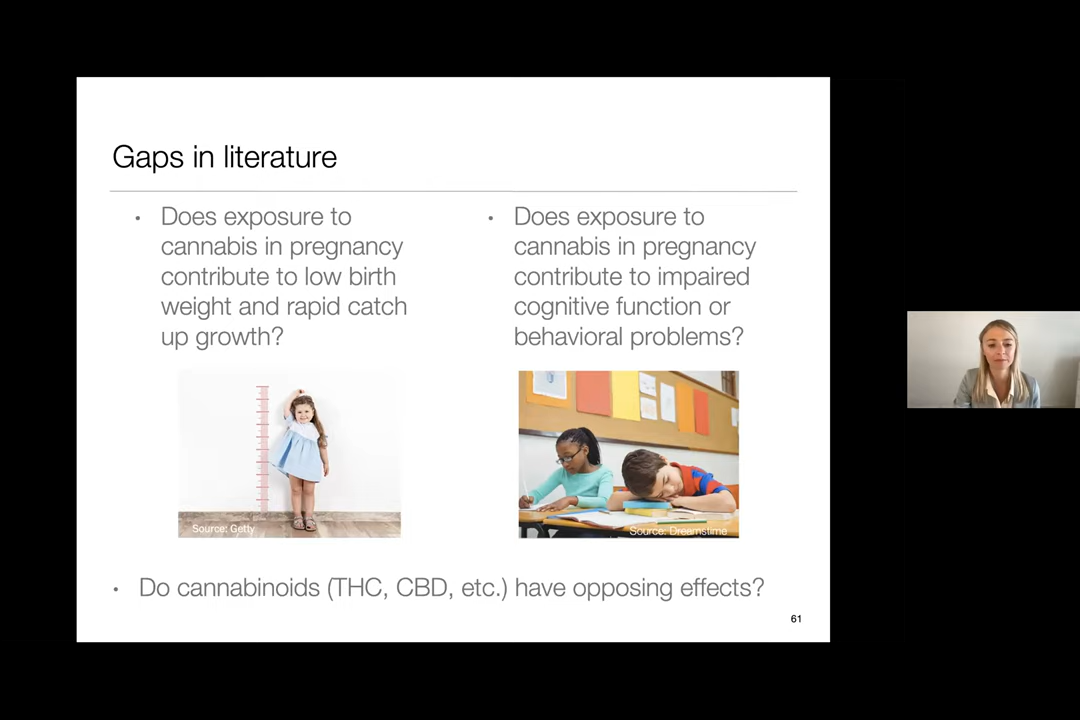 Gaps in literature
• Does exposure to
cannabis in pregnancy
contribute to low birth
weight and rapid catch
up growth?
• Does exposure to
cannabis in pregnancy
contribute to impaired
cognitive function or
behavioral problems?
Source: Getty
Source: Dreamstime
• Do cannabinoids (THC, CBD, etc.) have opposing effects?
61